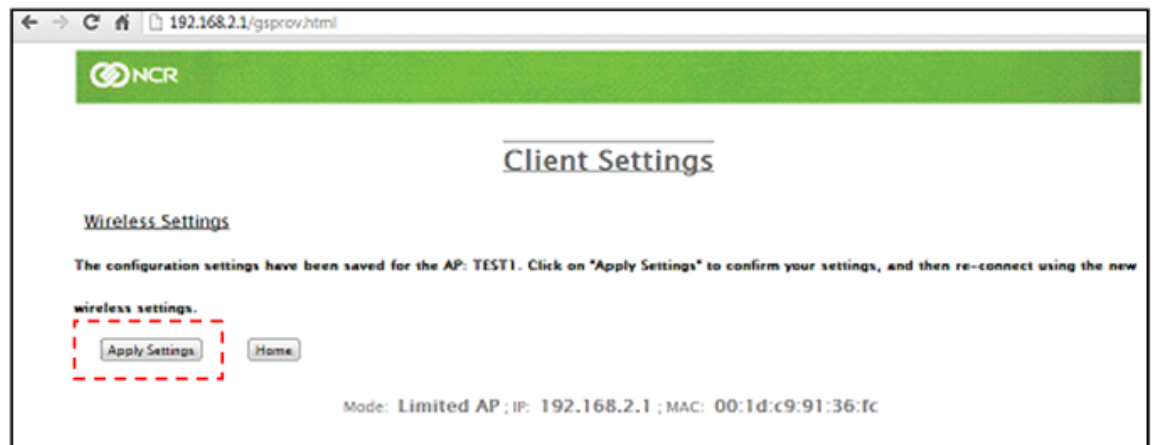 192.168.2.1/gsprov.html
NCR
Client Settings
Wireless Settings
The configuration settings have been saved for the AP: TEST1. Click on "Apply Settings" to confirm your settings, and then re-connect using the new
wireless settings.
Apply Settings Home
Mode: Limited AP ; IP: 192.168.2.1 ; MAC: 00:1d:c9:91:36:fc